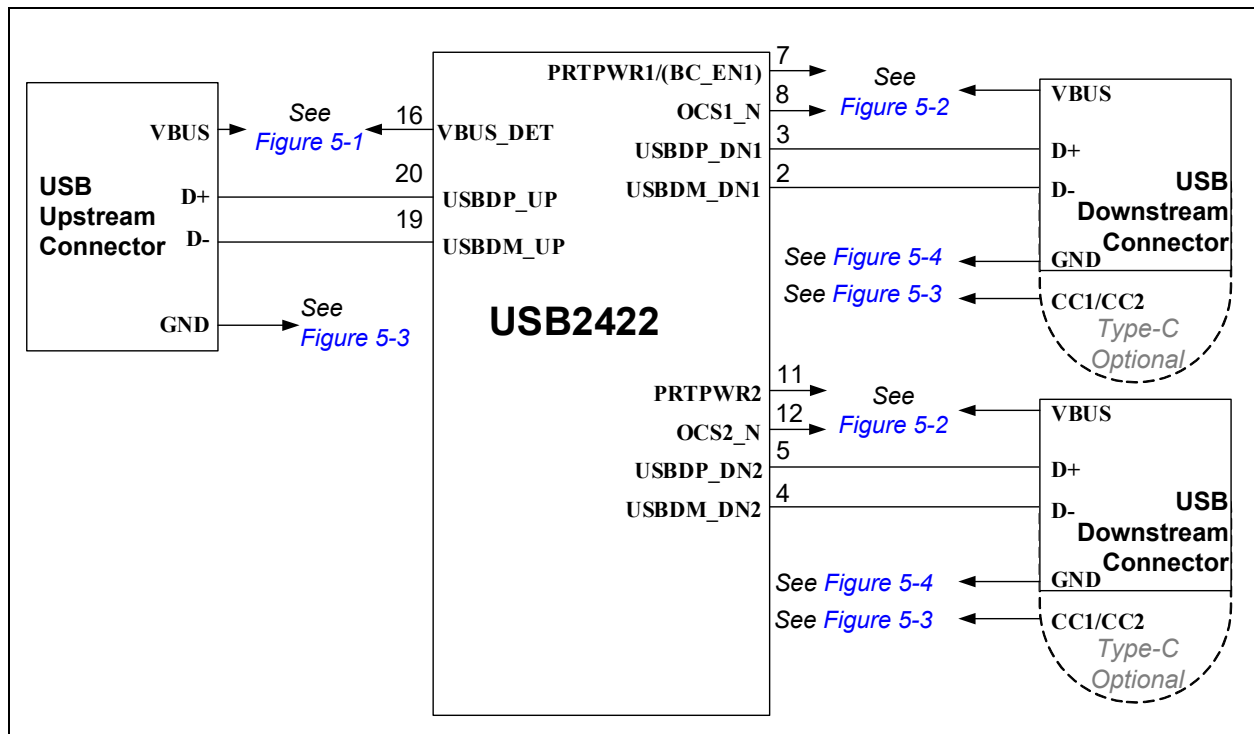 USB
Upstream
Connector
VBUS
D+
D-
GND
See
Figure 5-1
See
Figure 5-3
16
20
19
VBUS_DET
USBDP_UP
USBDM_UP
USB2422
PRTPWR1/(BC_EN1)
OCS1_N
USBDP_DN1
USBDM_DN1
7
8
3
2
See
Figure 5-2
See Figure 5-4
See Figure 5-3
VBUS
D+
D-
USB
Downstream
Connector
GND
CC1/CC2
Type-C
Optional
PRTPWR2
OCS2_N
USBDP_DN2
USBDM_DN2
11
12
5
4
See
Figure 5-2
See Figure 5-4
See Figure 5-3
VBUS
D+
D-
USB
Downstream
Connector
GND
CC1/CC2
Type-C
Optional